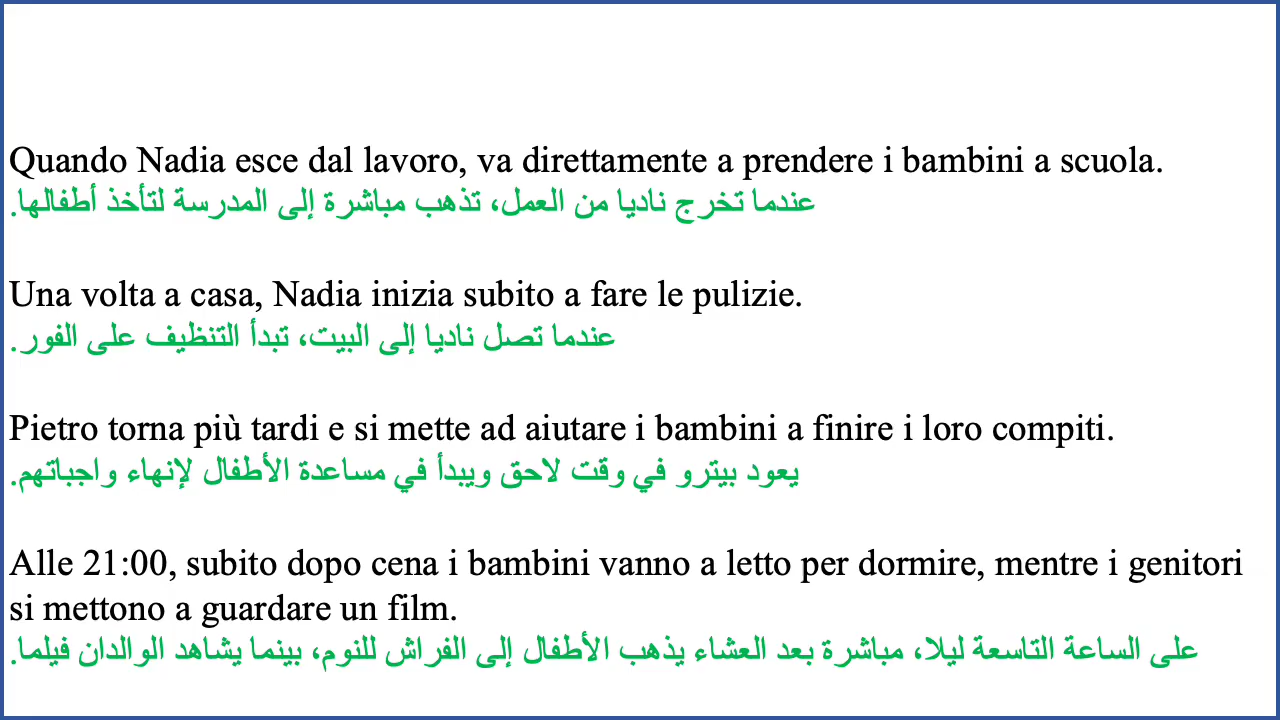 Quando Nadia esce dal lavoro, va direttamente a prendere i bambini a scuola.
عندما تخرج ناديا من العمل، تذهب مباشرة إلى المدرسة لتأخذ أطفالها.
Una volta a casa, Nadia inizia subito a fare le pulizie.
عندما تصل ناديا إلى البيت، تبدأ التنظيف على الفور.
Pietro torna più tardi e si mette ad aiutare i bambini a finire i loro compiti.
يعود بيترو في وقت لاحق ويبدأ في مساعدة الأطفال لإنهاء واجباتهم.
Alle 21:00, subito dopo cena i bambini vanno a letto per dormire, mentre i genitori
si mettono a guardare un film.
على الساعة التاسعة ليلا، مباشرة بعد العشاء يذهب الأطفال إلى الفراش للنوم، بينما يشاهد الوالدان فيلما.